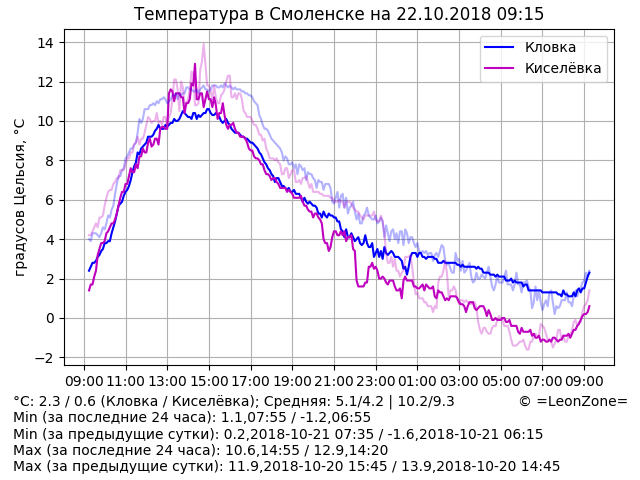 Температура в Смоленске на 22.10.2018 09:15
Кловка
Киселёвка
градусов Цельсия, °C
14
12
10
8
6
4
2
0
−2
09:00 11:00 13:00 15:00 17:00 19:00 21:00 23:00 01:00 03:00 05:00 07:00 09:00
°C: 2.3 / 0.6 (Кловка / Киселёвка); Средняя: 5.1/4.2 | 10.2/9.3 © =LeonZone=
Min (за последние 24 часа): 1.1,07:55 / -1.2,06:55
Min (за предыдущие сутки): 0.2,2018-10-21 07:35 / -1.6,2018-10-21 06:15
Max (за последние 24 часа): 10.6,14:55 / 12.9,14:20
Max (за предыдущие сутки): 11.9,2018-10-20 15:45 / 13.9,2018-10-20 14:45